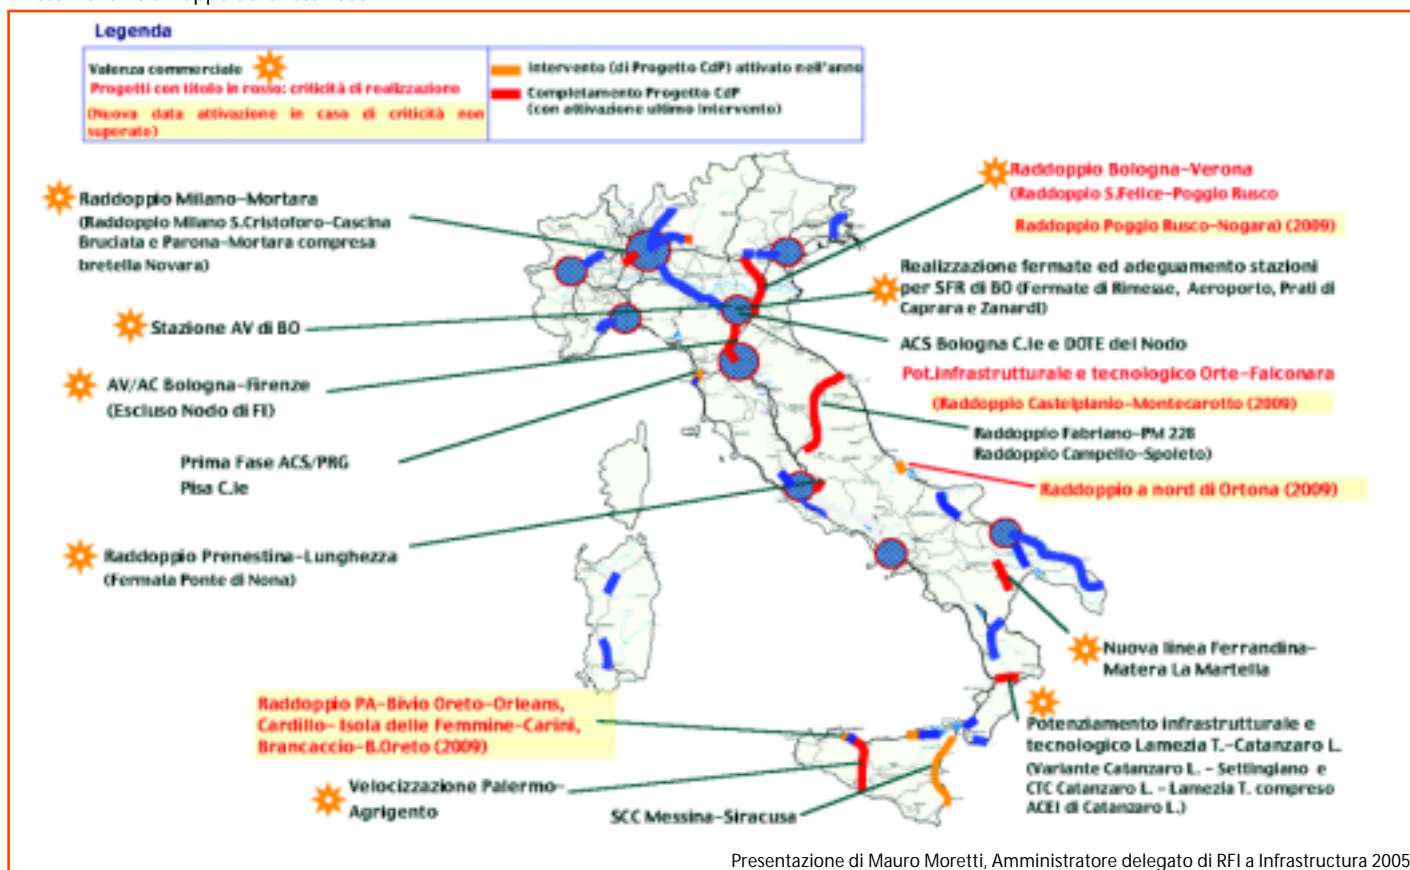 Legenda
Valenza commerciale
Progetti con titolo in rosso: criticità di realizzazione
(Nuova data attivazione in caso di criticità non
superate)
Intervento (di Progetto CdP) attivato nell'anno
Completamento Progetto CdP
(con attivazione ultimo Intervento)
Raddoppio Milano-Mortara
(Raddoppio Milano S.Cristoforo-Cascina
Bruciata e Parona-Mortara compresa
bretella Novara)
Stazione AV di BO
AV/AC Bologna-Firenze
(Escluso Nodo di FI)
Prima Fase ACS/PRG
Pisa C.le
Raddoppio Prenestina-Lunghezza
(Fermata Ponte di Nona)
Raddoppio PA-Bivio Oreto-Orleans,
Cardillo- Isola delle Femmine-Carini,
Brancaccio-B.Oreto (2009)
Velocizzazione Palermo-
Agrigento
SCC Messina-Siracusa
Raddoppio Bologna-Verona
(Raddoppio S.Felice-Poggio Rusco
Raddoppio Poggio Rusco-Nogara) (2009)
Realizzazione fermate ed adeguamento stazioni
per SFR di BO (Fermate di Rimesse, Aeroporto, Prati di
Caprara e Zanardi)
ACS Bologna C.le e DOTE del Nodo
Pot.infrastrutturale e tecnologico Orte-Falconara
(Raddoppio Castelplanio-Montecarotto (2009)
Raddoppio Fabriano-PM 228
Raddoppio Campello-Spoleto)
Raddoppio a nord di Ortona (2009)
Nuova linea Ferrandina-
Matera La Martella
Potenziamento infrastrutturale e
tecnologico Lamezia T.-Catanzaro L.
(Variante Catanzaro L. - Settingiano e
CTC Catanzaro L. - Lamezia T. compreso
ACEI di Catanzaro L.)
Presentazione di Mauro Moretti, Amministratore delegato di RFI a Infrastructura 2005